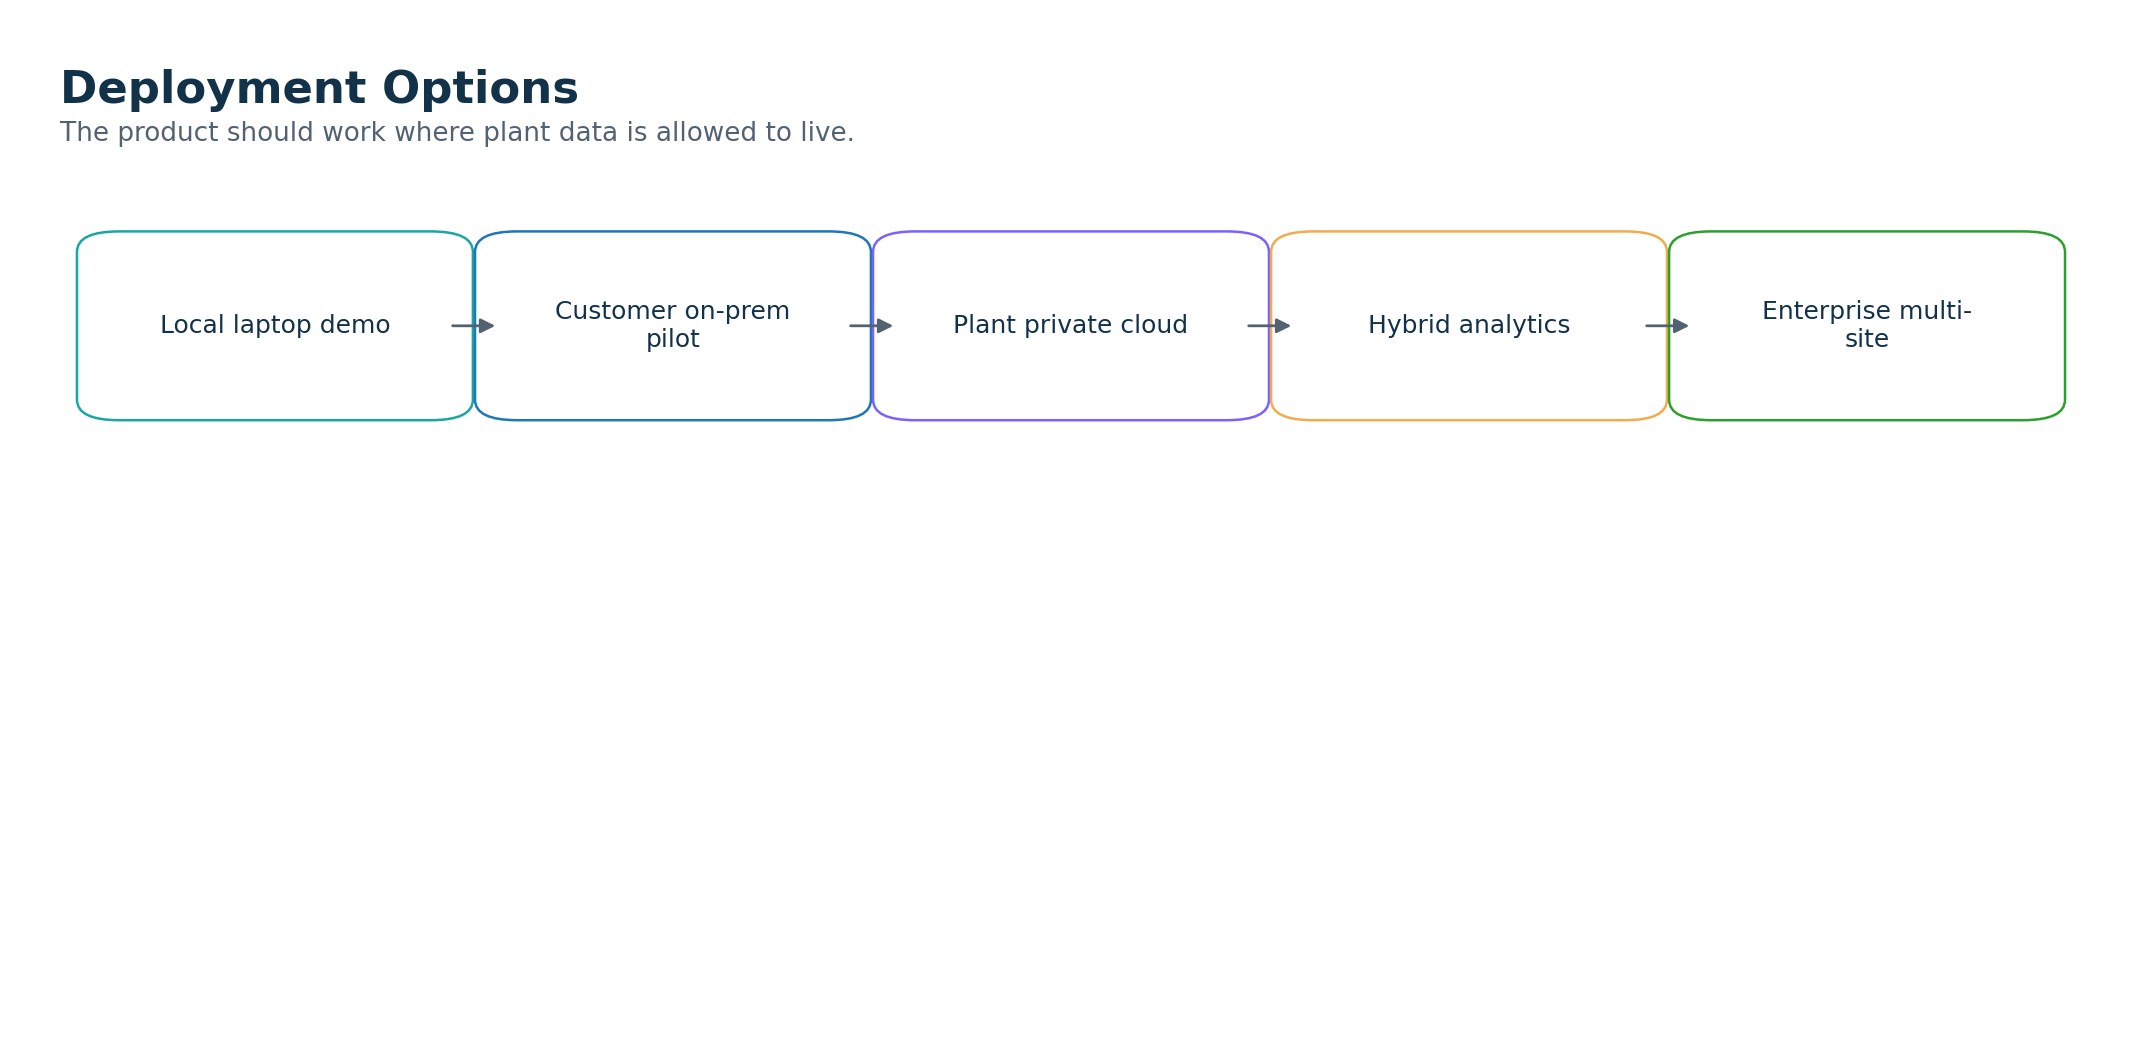 Deployment Options
The product should work where plant data is allowed to live.
Local laptop demo
Customer on-prem
pilot
Plant private cloud
Hybrid analytics
Enterprise multi-
site